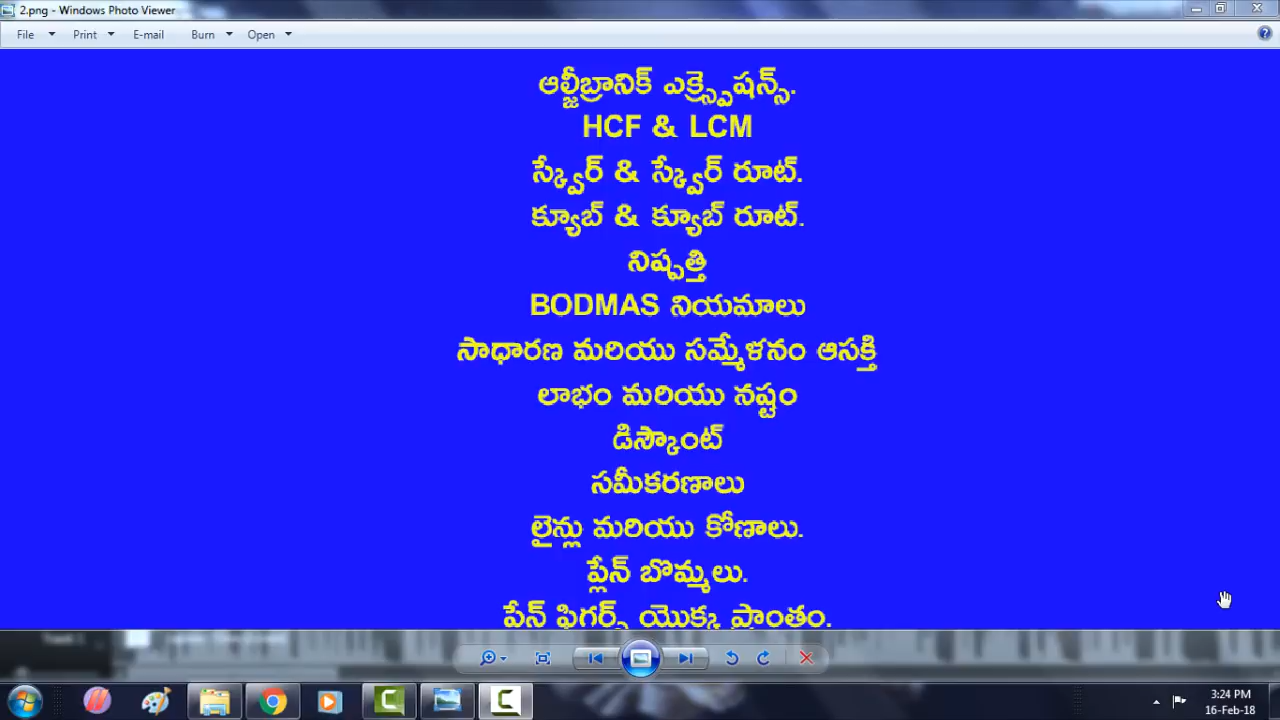 2.png - Windows Photo Viewer
File Print E-mail Burn Open
ఆల్జీబ్రానిక్ ఎక్స్ప్రెషన్స్.
HCF & LCM
స్క్వేర్ & స్క్వేర్ రూట్.
క్యూబ్ & క్యూబ్ రూట్.
నిష్పత్తి
BODMAS నియమాలు
సాధారణ మరియు సమ్మేళనం ఆసక్తి
లాభం మరియు నష్టం
డిస్కౌంట్
సమీకరణాలు
లైన్లు మరియు కోణాలు.
ప్లేన్ బొమ్మలు.
పేన్ ఫిగర్స్ యొక్క ప్రాంతం.
3:24 PM
16-Feb-18